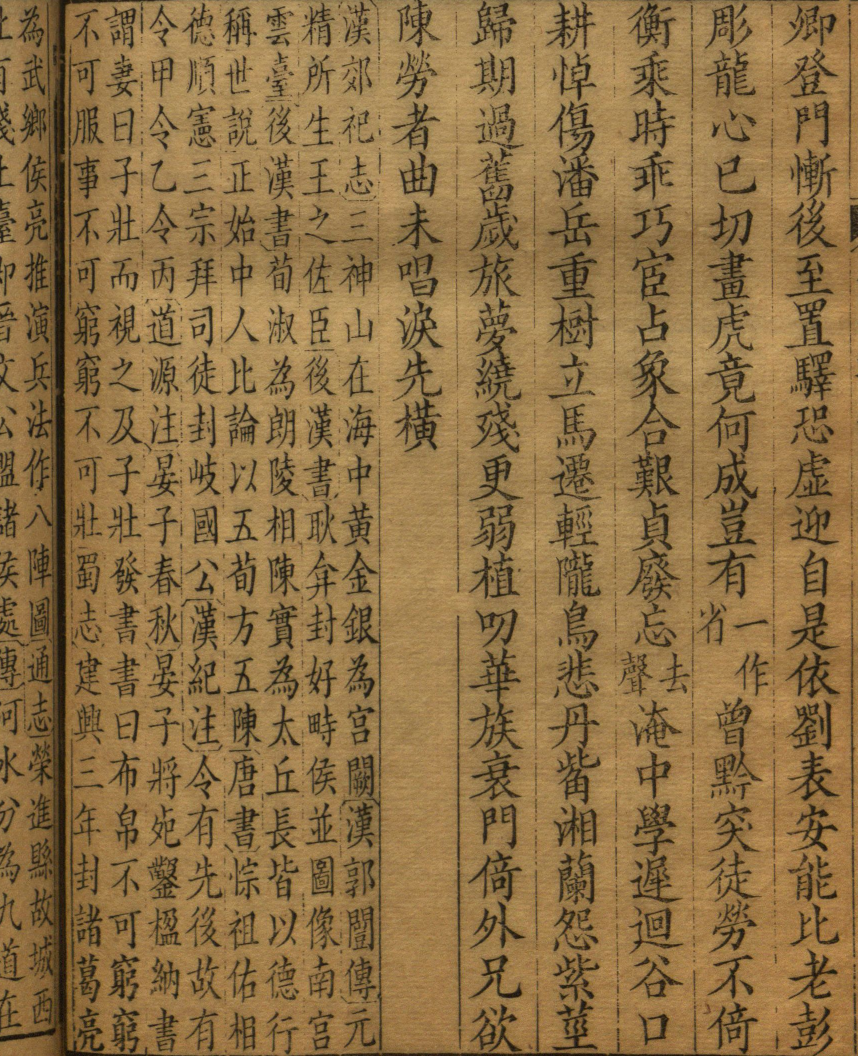 卿登門慚後至置驛恐虛迎自是依劉表安能比老彭
彫龍心已切畫虎竟何成豈有一作省曾黔突徒勞不倚
衡乘時乖巧宦占象合艱貞廢忘去聲淹中學遲迴谷口
耕悼傷潘岳重樹立馬遷輕隴鳥悲丹觜湘蘭怨紫莖
歸期過舊歲旅夢繞殘更弱植叨華族衰門倚外兄欲
陳勞者曲未唱淚先橫
漢郊祀志三神山在海中黃金銀為宮闕漢郭躉傳元
精所生王之佐臣後漢書耿弇封好畤侯並圖像南宮
雲臺後漢書荀淑為朗陵相陳實為太丘長皆以德行
稱世說正始中人比論以五荀方五陳唐書悰祖佑相
德順憲三宗拜司徒封岐國公漢紀注令有先後故有
令甲令乙令丙道源注晏子春秋晏子將死鑿楹納書
謂妻曰子壯而視之及子壯發書書曰布帛不可窮窮
不可服事不可窮窮不可壯蜀志建興三年封諸葛亮
為武鄉侯亮推演兵法作八陣圖通志榮進縣故城西
公盟諸侯處傳河水分為九道在